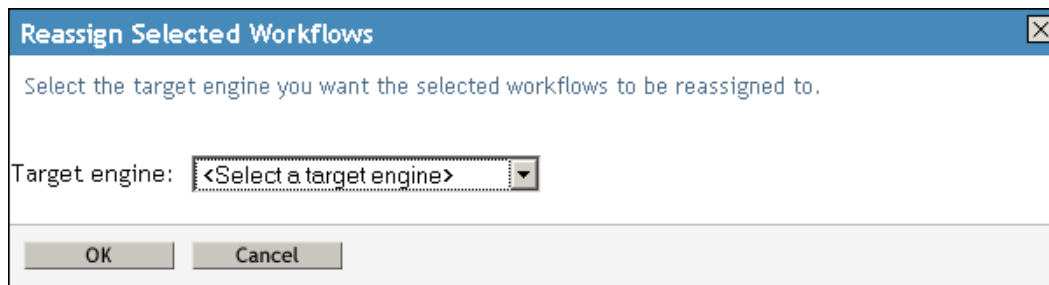 Reassign Selected Workflows
Select the target engine you want the selected workflows to be reassigned to.
Target engine: <Select a target engine>
OK Cancel